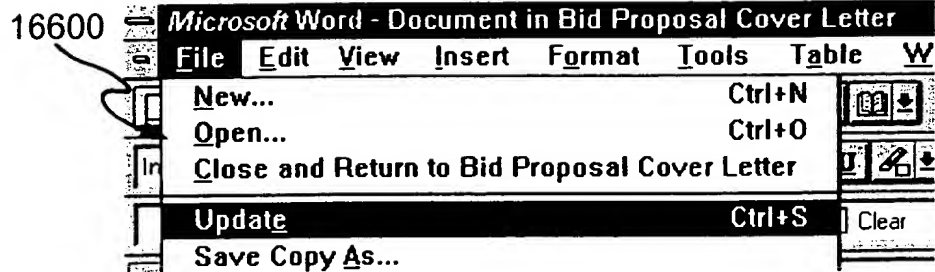 16600
Microsoft Word - Document in Bid Proposal Cover Letter
File Edit View Insert Format Tools Table W
New... Ctrl+N
Open... Ctrl+O
In Close and Return to Bid Proposal Cover Letter
Update Ctrl+S Clear
Save Copy As...